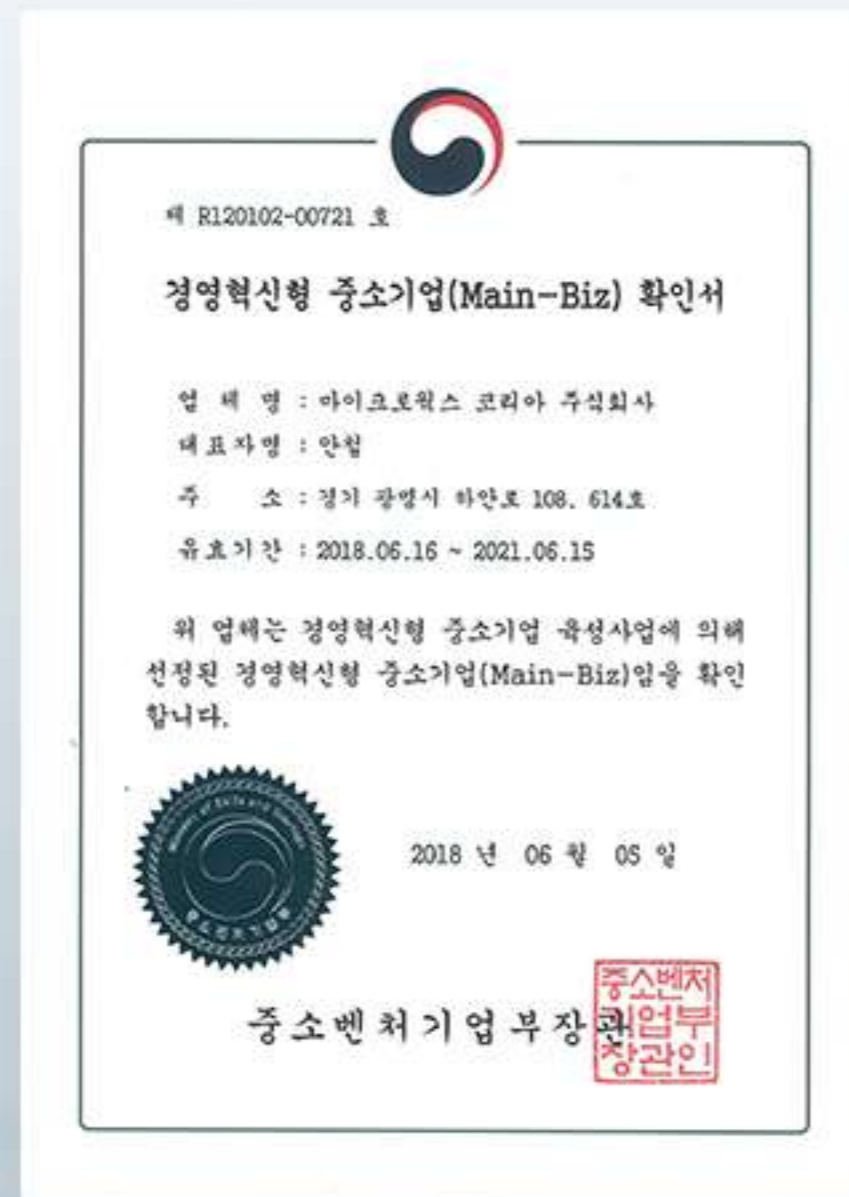 제 R120102-00721 호
경영혁신형 중소기업(Main-Biz) 확인서
업 체 명 : 마이크로웍스 코리아 주식회사
대표자명 : 안철
주 소 : 경기 광명시 하안로 108, 614호
유효기간 : 2018.06.16 ~ 2021.06.15
위 업체는 경영혁신형 중소기업 육성사업에 의해
선정된 경영혁신형 중소기업(Main-Biz)임을 확인
합니다.
2018 년 06 월 05 일
중소벤처기업부장관
중소벤처
기업부
장관인